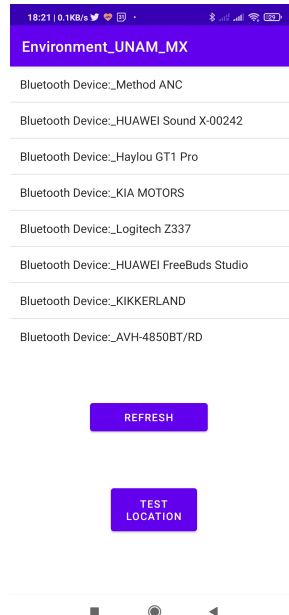 18:21 | 0.1KB/s
31
29
Environment_UNAM_MX
Bluetooth Device:_Method ANC
Bluetooth Device:_HUAWEI Sound X-00242
Bluetooth Device:_Haylou GT1 Pro
Bluetooth Device:_KIA MOTORS
Bluetooth Device:_Logitech Z337
Bluetooth Device:_HUAWEI FreeBuds Studio
Bluetooth Device:_KIKKERLAND
Bluetooth Device:_AVH-4850BT/RD
REFRESH
TEST
LOCATION